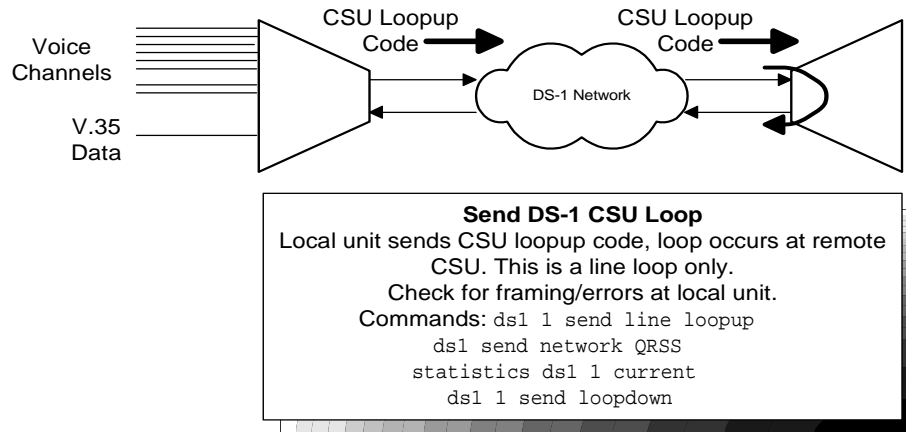 CSU Loopup
Code
CSU Loopup
Code
Voice
Channels
DS-1 Network
V.35
Data
Send DS-1 CSU Loop
Local unit sends CSU loopup code, loop occurs at remote
CSU. This is a line loop only.
Check for framing/errors at local unit.
Commands: ds1 1 send line loopup
ds1 send network QRSS
statistics ds1 1 current
ds1 1 send loopdown